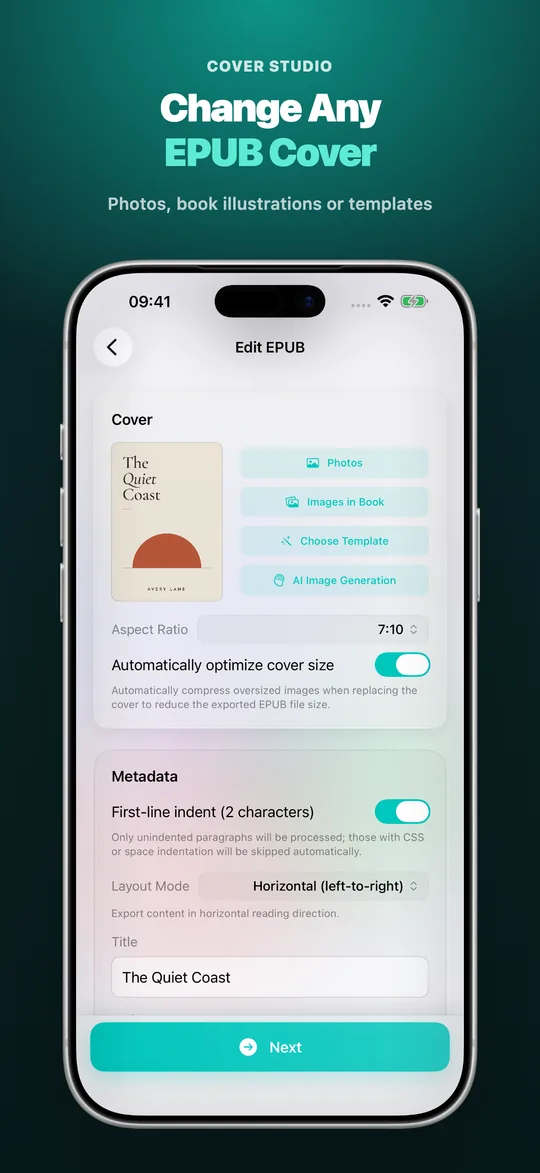 COVER STUDIO
Change Any
EPUB Cover
Photos, book illustrations or templates
09:41
Edit EPUB
Cover
The
Quiet
Coast
AVERY LANE
Photos
Images in Book
Choose Template
AI Image Generation
Aspect Ratio
7:10
Automatically optimize cover size
Automatically compress oversized images when replacing the
cover to reduce the exported EPUB file size.
Metadata
First-line indent (2 characters)
Only unindented paragraphs will be processed; those with CSS
or space indentation will be skipped automatically.
Layout Mode
Horizontal (left-to-right)
Export content in horizontal reading direction.
Title
The Quiet Coast
Next